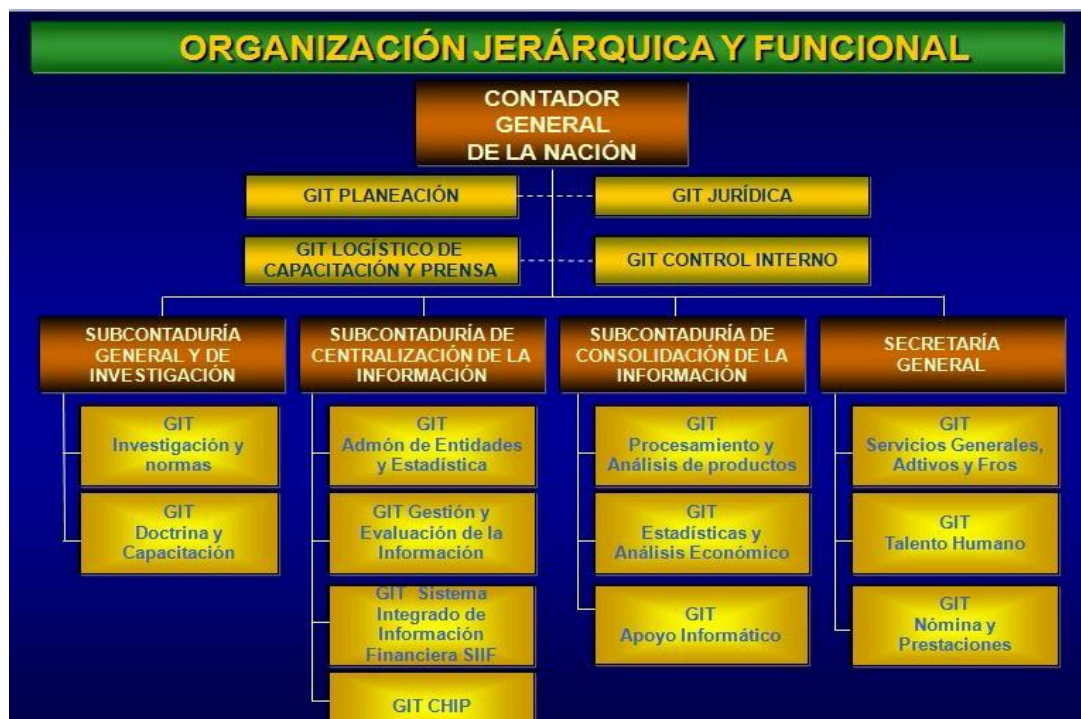 ORGANIZACIÓN JERÁRQUICA Y FUNCIONAL
CONTADOR
GENERAL
DE LA NACIÓN
GIT PLANEACIÓN
GIT JURÍDICA
GIT LOGÍSTICO DE
CAPACITACIÓN Y PRENSA
GIT CONTROL INTERNO
SUBCONTADURÍA
GENERAL Y DE
INVESTIGACIÓN
SUBCONTADURÍA DE
CENTRALIZACIÓN DE LA
INFORMACIÓN
SUBCONTADURÍA DE
CONSOLIDACIÓN DE LA
INFORMACIÓN
SECRETARÍA
GENERAL
GIT
Investigación y
normas
GIT
Doctrina y
Capacitación
GIT
Admón de Entidades
y Estadística
GIT Gestión y
Evaluación de la
Información
GIT Sistema
Integrado de
Información
Financiera SIIF
GIT CHIP
GIT
Procesamiento y
Análisis de productos
GIT
Estadísticas y
Análisis Económico
GIT
Apoyo Informático
GIT
Servicios Generales,
Adtivos y Fros
GIT
Talento Humano
GIT
Nómina y
Prestaciones